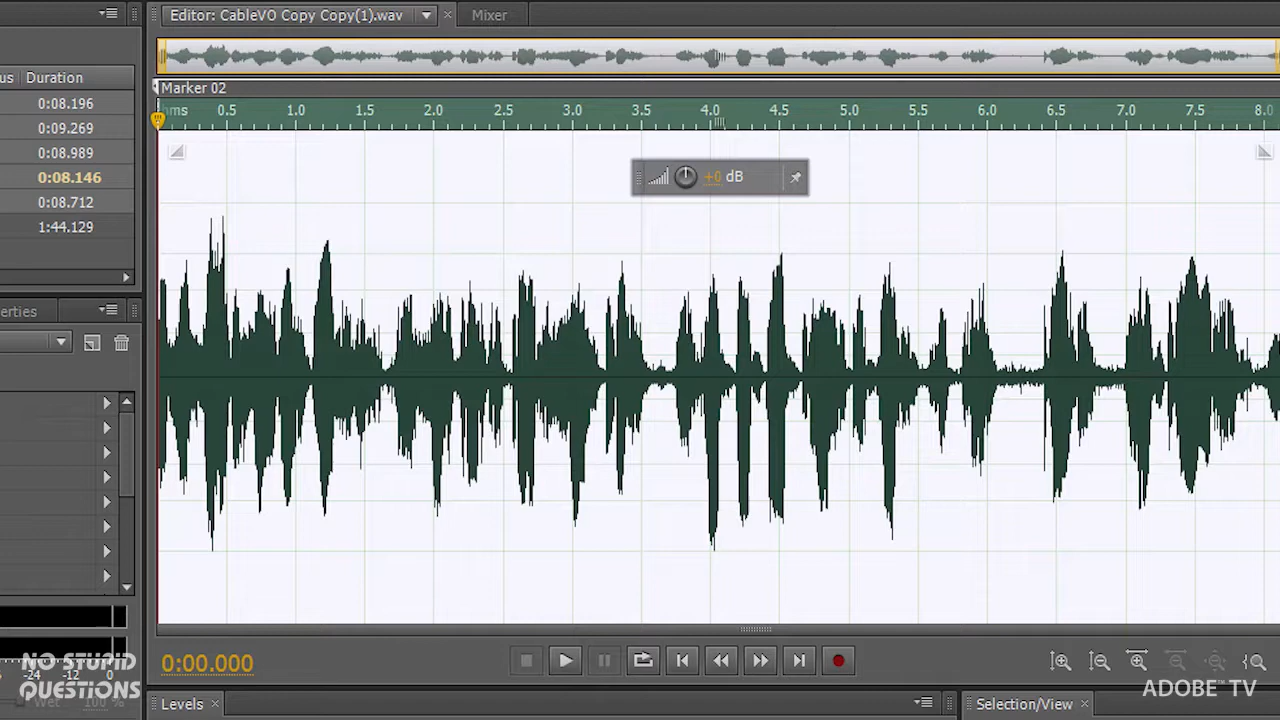 Editor: CableVO Copy Copy(1).wav
Mixer
us Duration
0:08.196
0:09.269
0:08.989
0:08.146
0:08.712
1:44.129
erties
Marker 02
hms 0.5 1.0 1.5 2.0 2.5 3.0 3.5 4.0 4.5 5.0 5.5 6.0 6.5 7.0 7.5 8.0
+0 dB
0:00.000
-24 -12 0
Wet 100 %
NO STUPID
QUESTIONS
ADOBE™ TV
Levels
Selection/View